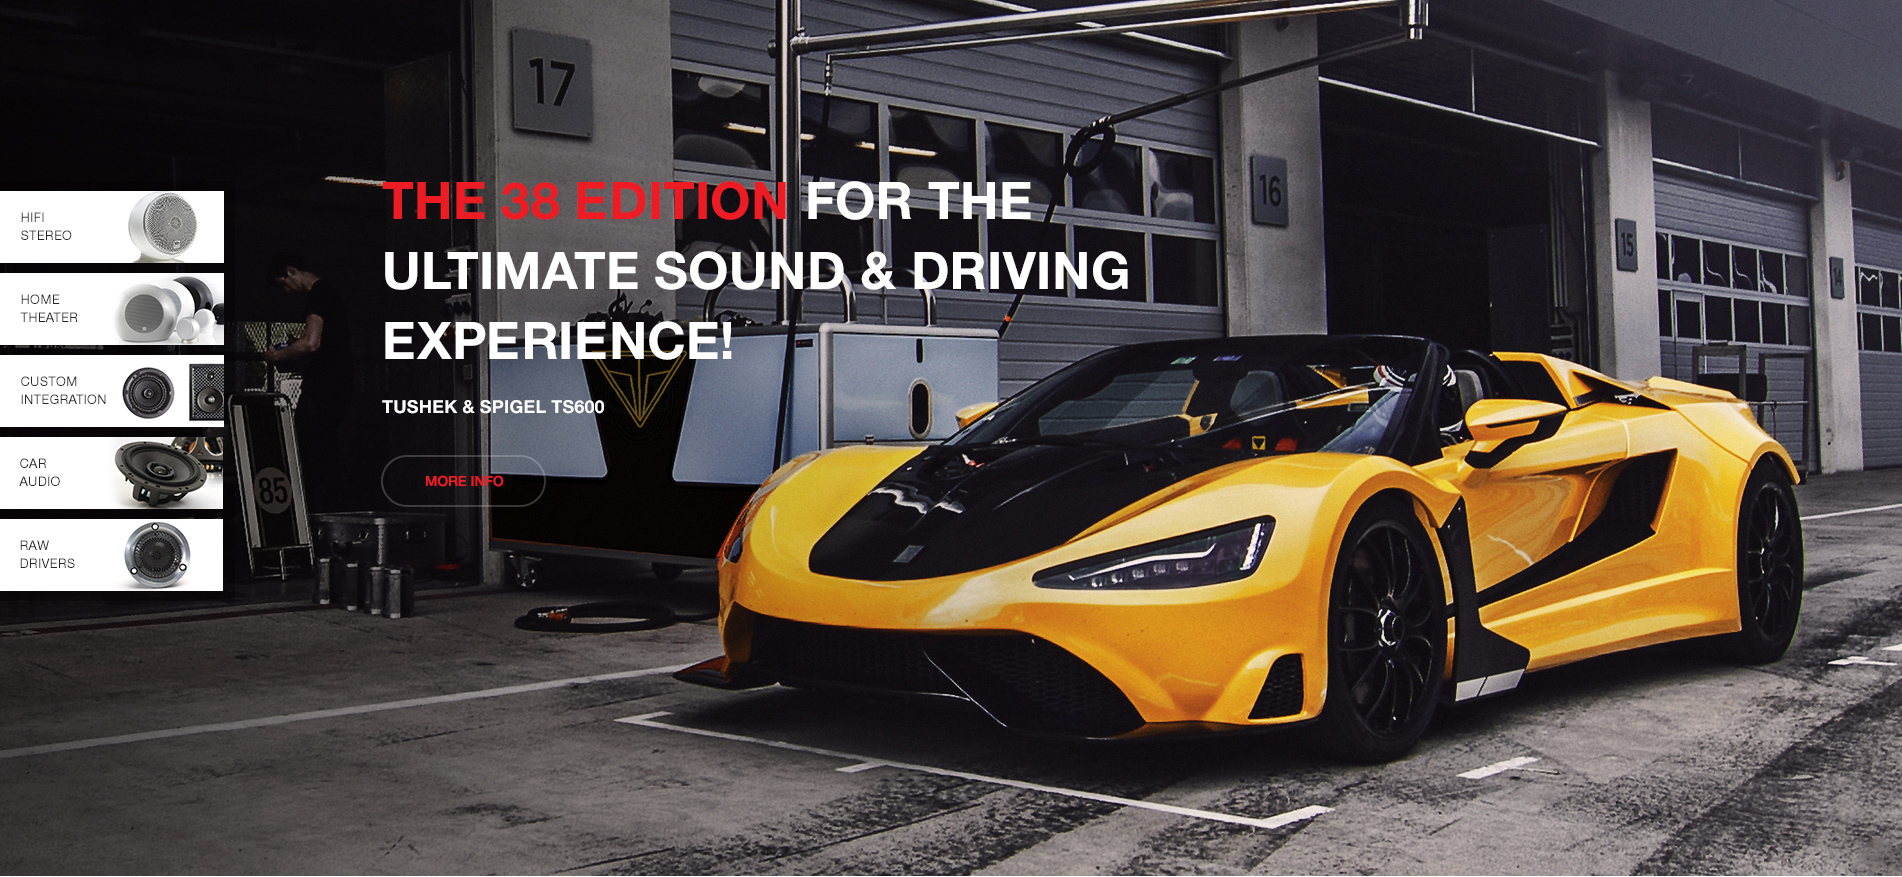 17
16
15
14
HIFI
STEREO
HOME
THEATER
CUSTOM
INTEGRATION
CAR
AUDIO
RAW
DRIVERS
THE 38 EDITION FOR THE
ULTIMATE SOUND & DRIVING
EXPERIENCE!
TUSHEK & SPIGEL TS600
MORE INFO
85